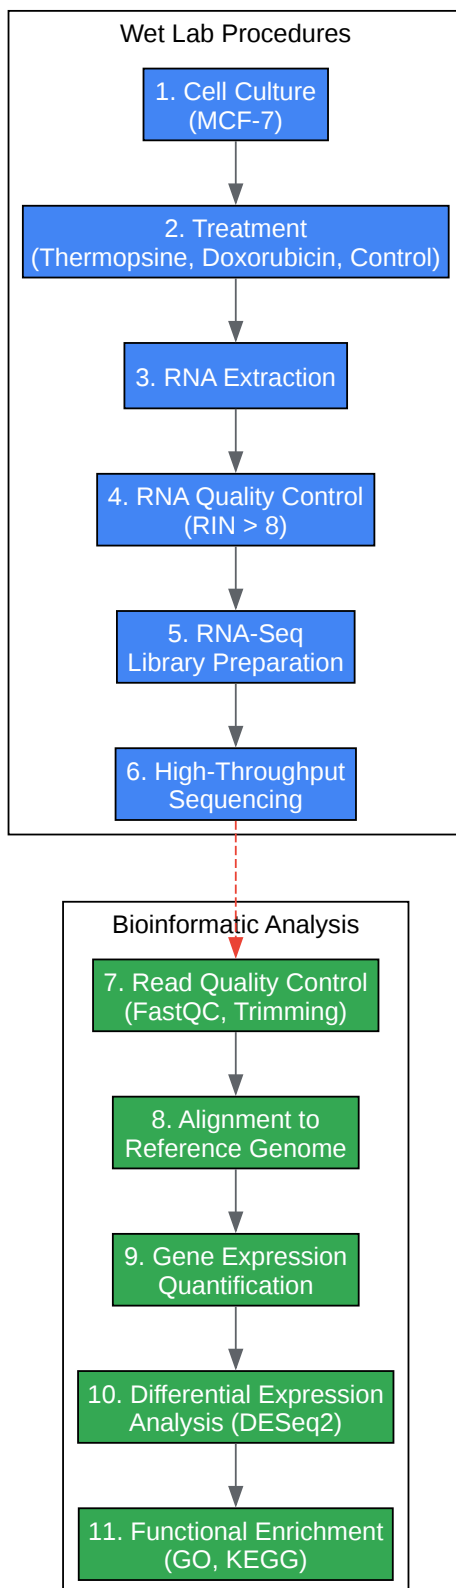 Wet Lab Procedures
1. Cell Culture
(MCF-7)
2. Treatment
(Thermopsine, Doxorubicin, Control)
3. RNA Extraction
4. RNA Quality Control
(RIN > 8)
5. RNA-Seq
Library Preparation
6. High-Throughput
Sequencing
Bioinformatic Analysis
7. Read Quality Control
(FastQC, Trimming)
8. Alignment to
Reference Genome
9. Gene Expression
Quantification
10. Differential Expression
Analysis (DESeq2)
11. Functional Enrichment
(GO, KEGG)